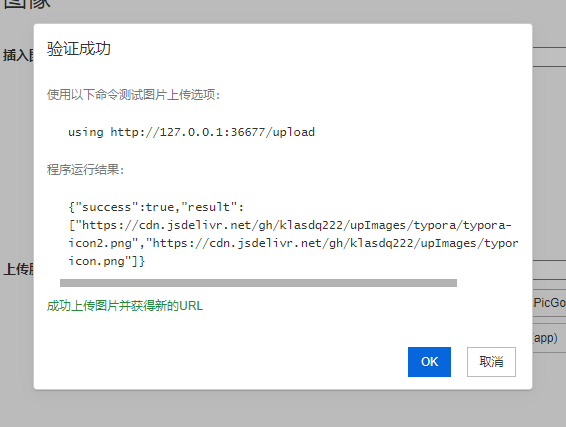 图像
插入图
验证成功
使用以下命令测试图片上传选项:
using http://127.0.0.1:36677/upload
程序运行结果:
{"success":true,"result":
["https://cdn.jsdelivr.net/gh/klasdq222/upImages/typora/typora-
icon2.png","https://cdn.jsdelivr.net/gh/klasdq222/upImages/typor
icon.png"]}
上传服
成功上传图片并获得新的URL
PicGo
app)
OK
取消